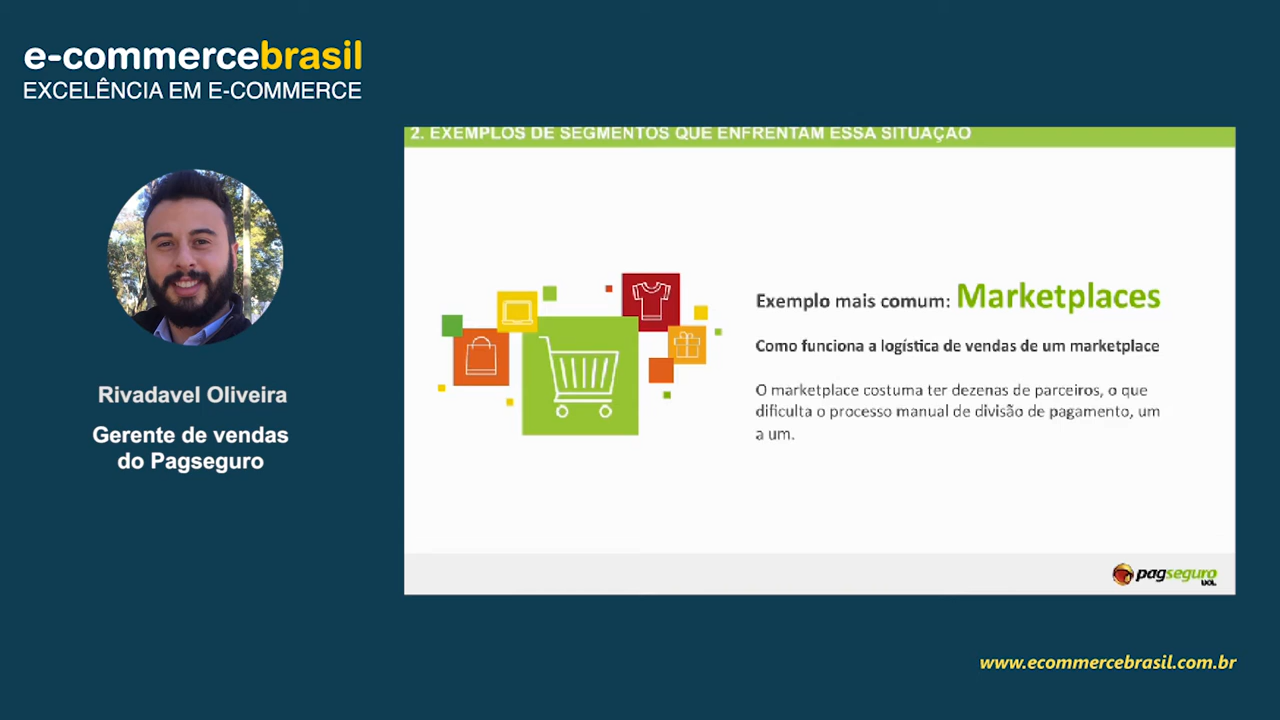 e-commercebrasil
EXCELÊNCIA EM E-COMMERCE
Rivadavel Oliveira
Gerente de vendas
do Pagseguro
2. EXEMPLOS DE SEGMENTOS QUE ENFRENTAM ESSA SITUAÇÃO
Exemplo mais comum: Marketplaces
Como funciona a logística de vendas de um marketplace
O marketplace costuma ter dezenas de parceiros, o que
dificulta o processo manual de divisão de pagamento, um
a um.
pagseguro
UOL
www.ecommercebrasil.com.br